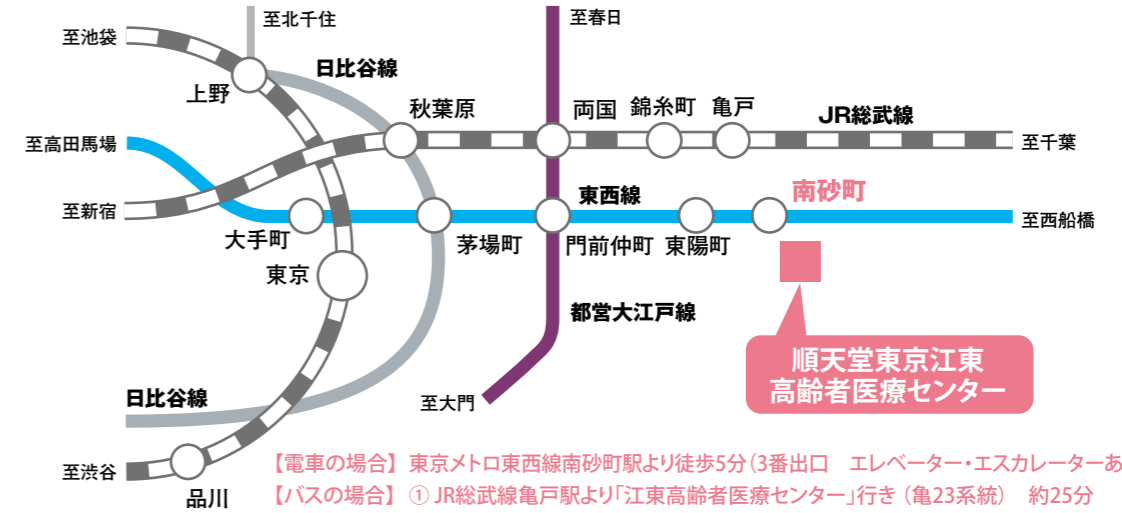 至北千住
至春日
至池袋
日比谷線
上野
秋葉原
両国
錦糸町
亀戸
JR総武線
至高田馬場
至千葉
東西線
南砂町
至新宿
至西船橋
大手町
茅場町
門前仲町
東陽町
東京
都営大江戸線
順天堂東京江東
高齢者医療センター
日比谷線
至大門
至渋谷
品川
【電車の場合】 東京メトロ東西線南砂町駅より徒歩5分（3番出口　エレベーター・エスカレーターあ
【バスの場合】 ① JR総武線亀戸駅より「江東高齢者医療センター」行き（亀23系統）　約25分